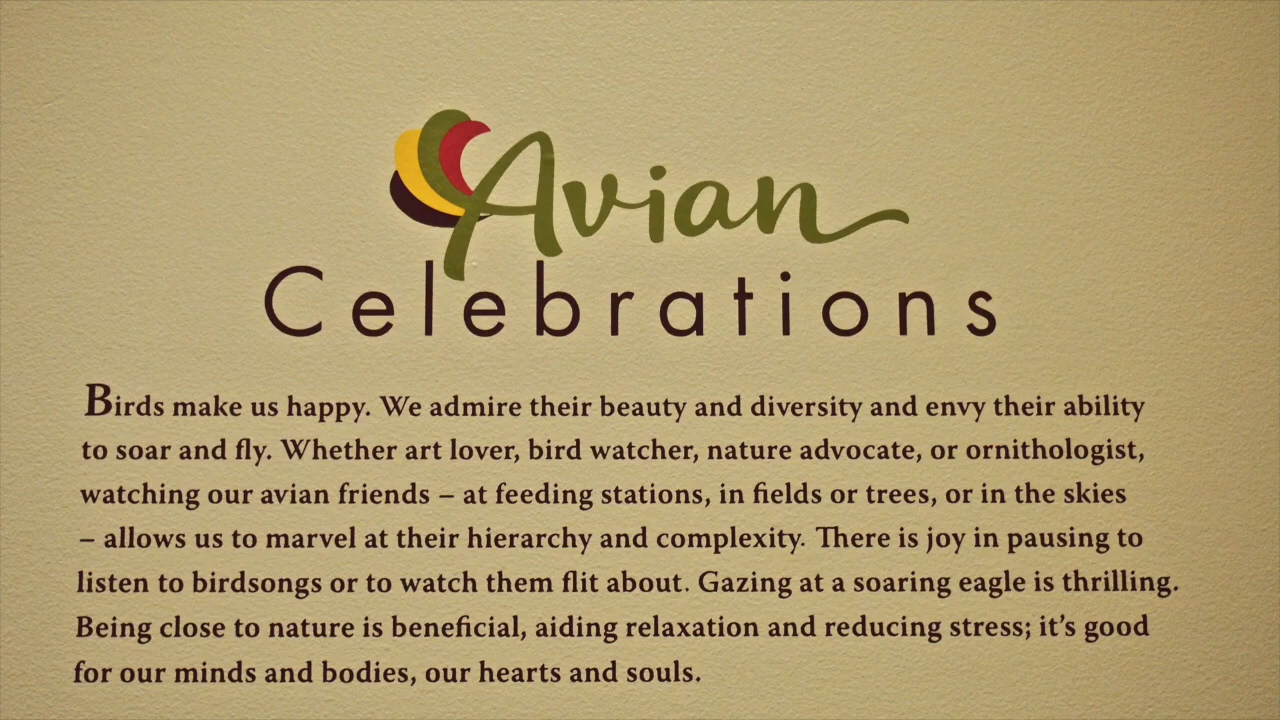 Avian
Celebrations
Birds make us happy. We admire their beauty and diversity and envy their ability
to soar and fly. Whether art lover, bird watcher, nature advocate, or ornithologist,
watching our avian friends – at feeding stations, in fields or trees, or in the skies
– allows us to marvel at their hierarchy and complexity. There is joy in pausing to
listen to birdsongs or to watch them flit about. Gazing at a soaring eagle is thrilling.
Being close to nature is beneficial, aiding relaxation and reducing stress; it's good
for our minds and bodies, our hearts and souls.